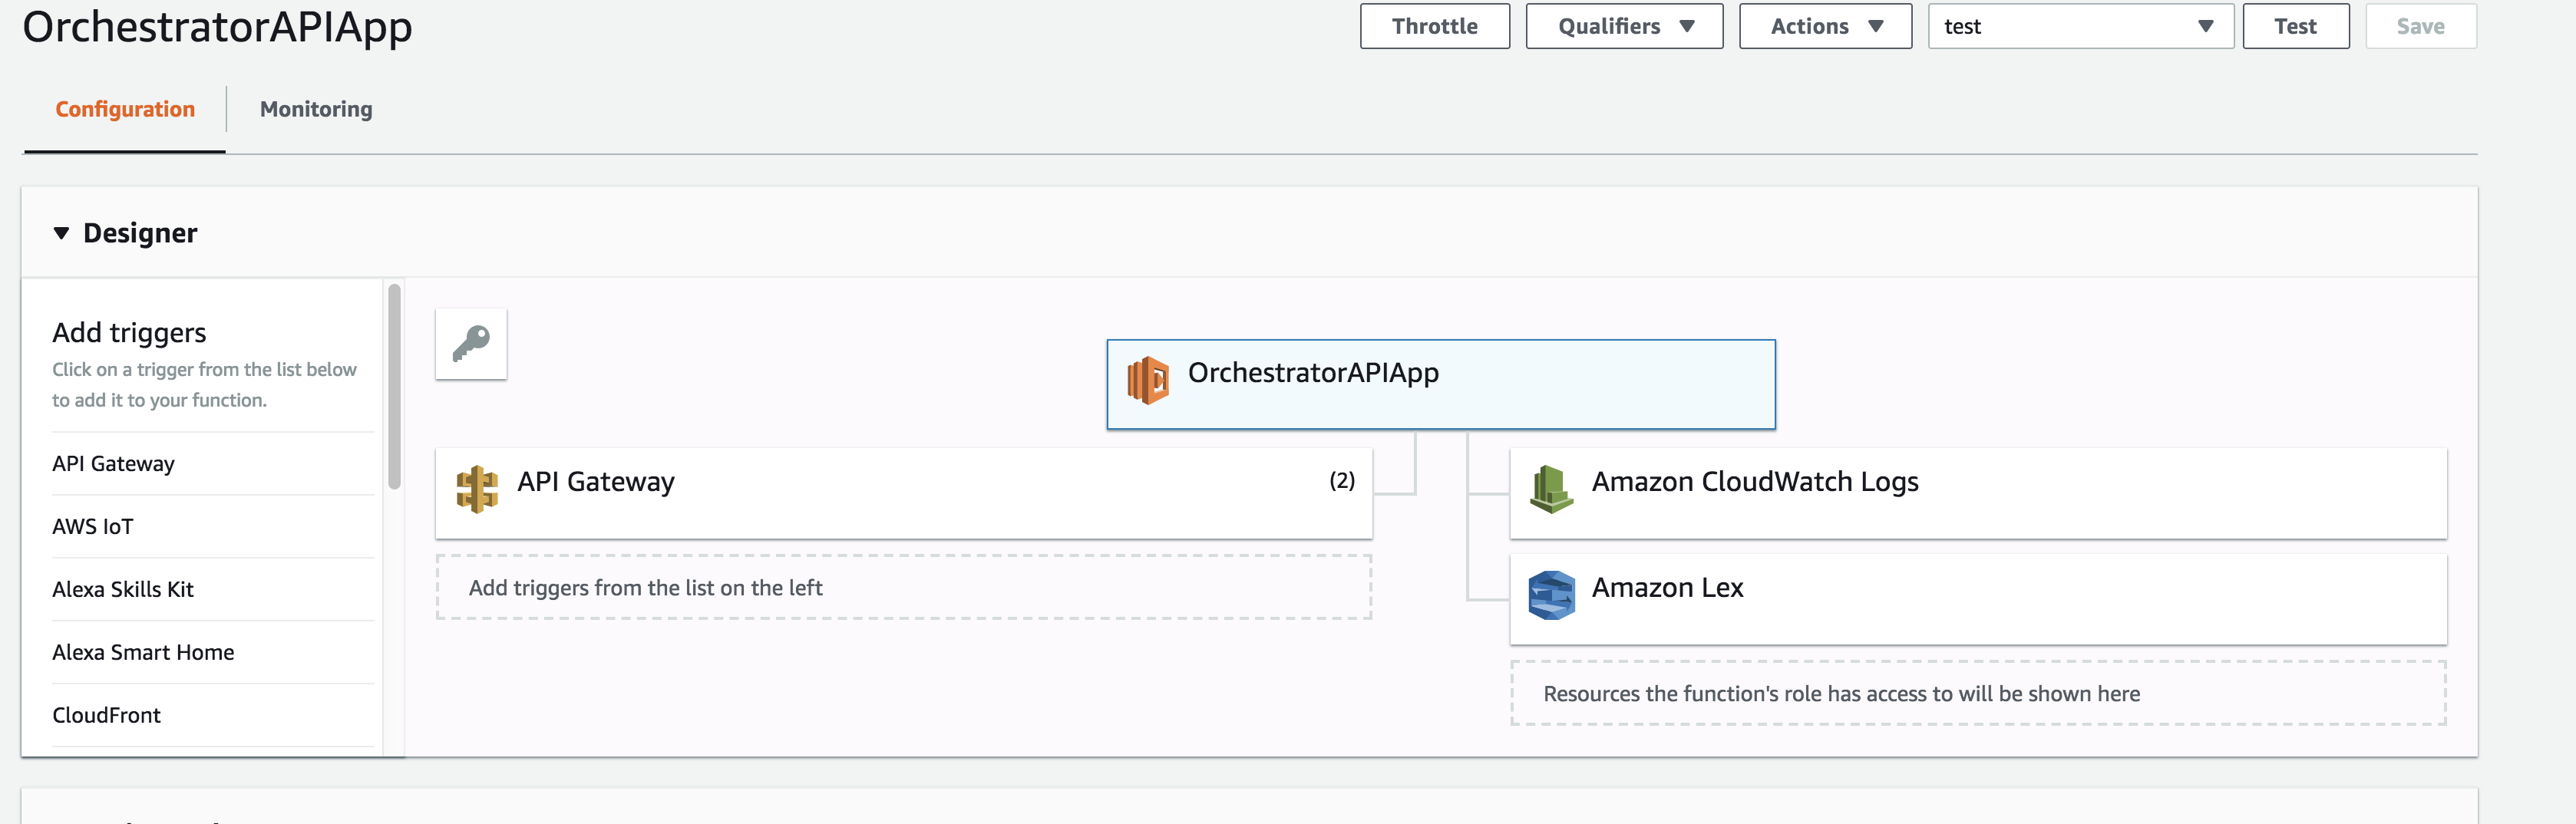 OrchestratorAPIApp
Throttle
Qualifiers
Actions
test
Test
Save
Configuration
Monitoring
Designer
Add triggers
Click on a trigger from the list below
to add it to your function.
API Gateway
AWS IoT
Alexa Skills Kit
Alexa Smart Home
CloudFront
OrchestratorAPIApp
API Gateway (2)
Add triggers from the list on the left
Amazon CloudWatch Logs
Amazon Lex
Resources the function's role has access to will be shown here